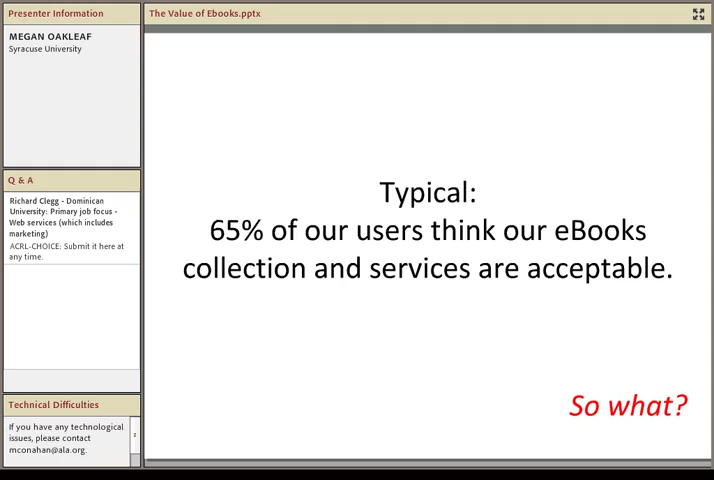 Presenter Information
MEGAN OAKLEAF
Syracuse University
Q & A
Richard Clegg - Dominican
University: Primary job focus -
Web services (which includes
marketing)
ACRL-CHOICE: Submit it here at
any time.
Technical Difficulties
If you have any technological
issues, please contact
mconahan@ala.org.
The Value of Ebooks.pptx
Typical:
65% of our users think our eBooks
collection and services are acceptable.
So what?